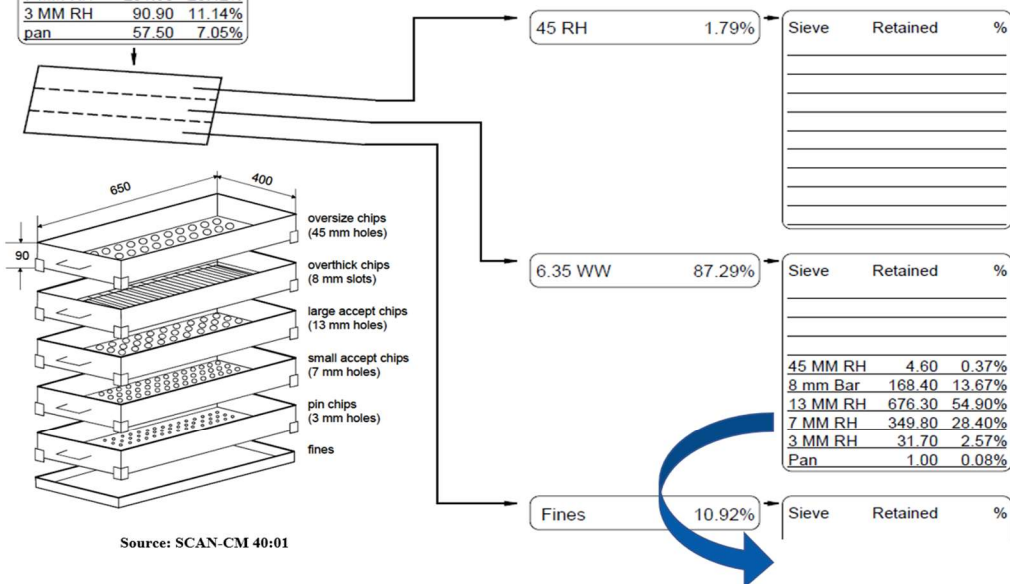 3 MM RH 90.90 11.14%
pan 57.50 7.05%
45 RH 1.79%
Sieve Retained %
650
400
90
oversize chips
(45 mm holes)
overthick chips
(8 mm slots)
large accept chips
(13 mm holes)
small accept chips
(7 mm holes)
pin chips
(3 mm holes)
fines
Source: SCAN-CM 40:01
6.35 WW 87.29%
Sieve Retained %
45 MM RH 4.60 0.37%
8 mm Bar 168.40 13.67%
13 MM RH 676.30 54.90%
7 MM RH 349.80 28.40%
3 MM RH 31.70 2.57%
Pan 1.00 0.08%
Fines 10.92%
Sieve Retained %